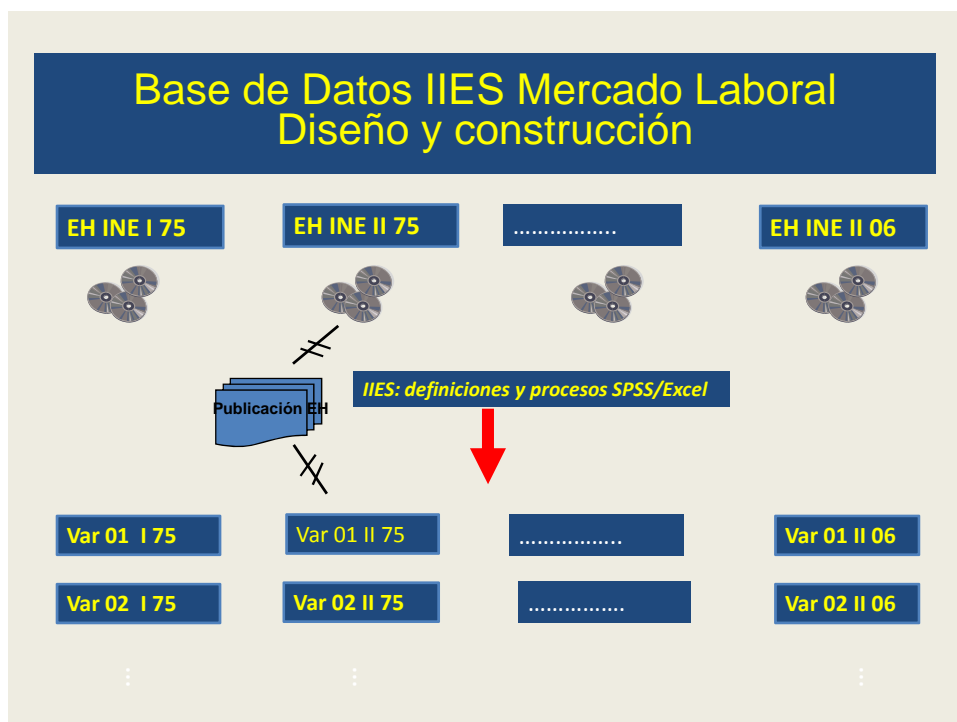 Base de Datos IIES Mercado Laboral
Diseño y construcción
EH INE I 75
EH INE II 75
……………..
EH INE II 06
Publicación EH
IIES: definiciones y procesos SPSS/Excel
Var 01 I 75
Var 01 II 75
……………..
Var 01 II 06
Var 02 I 75
Var 02 II 75
…………….
Var 02 II 06
… … …